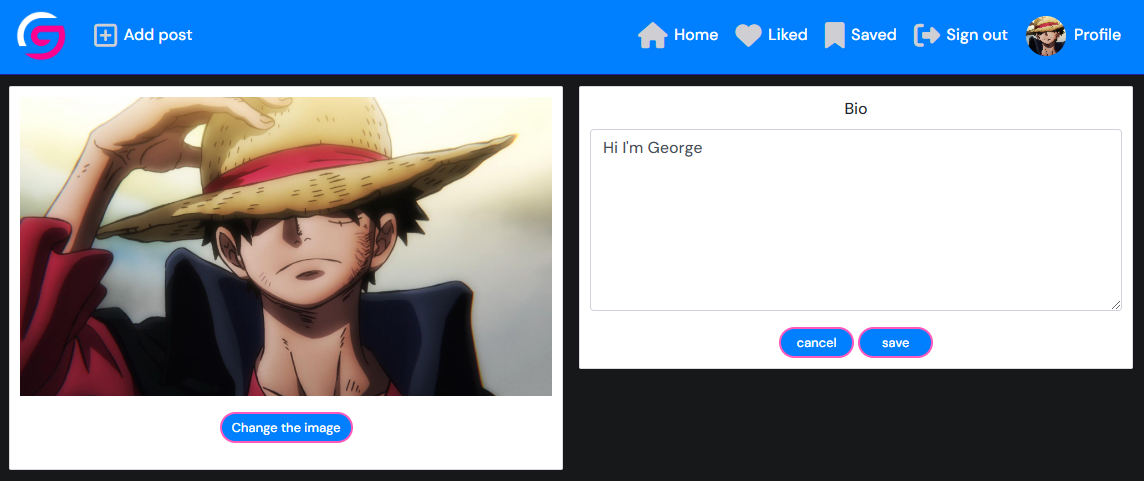 Add post
Home
Liked
Saved
Sign out
Profile
Change the image
Bio
Hi I'm George
cancel
save